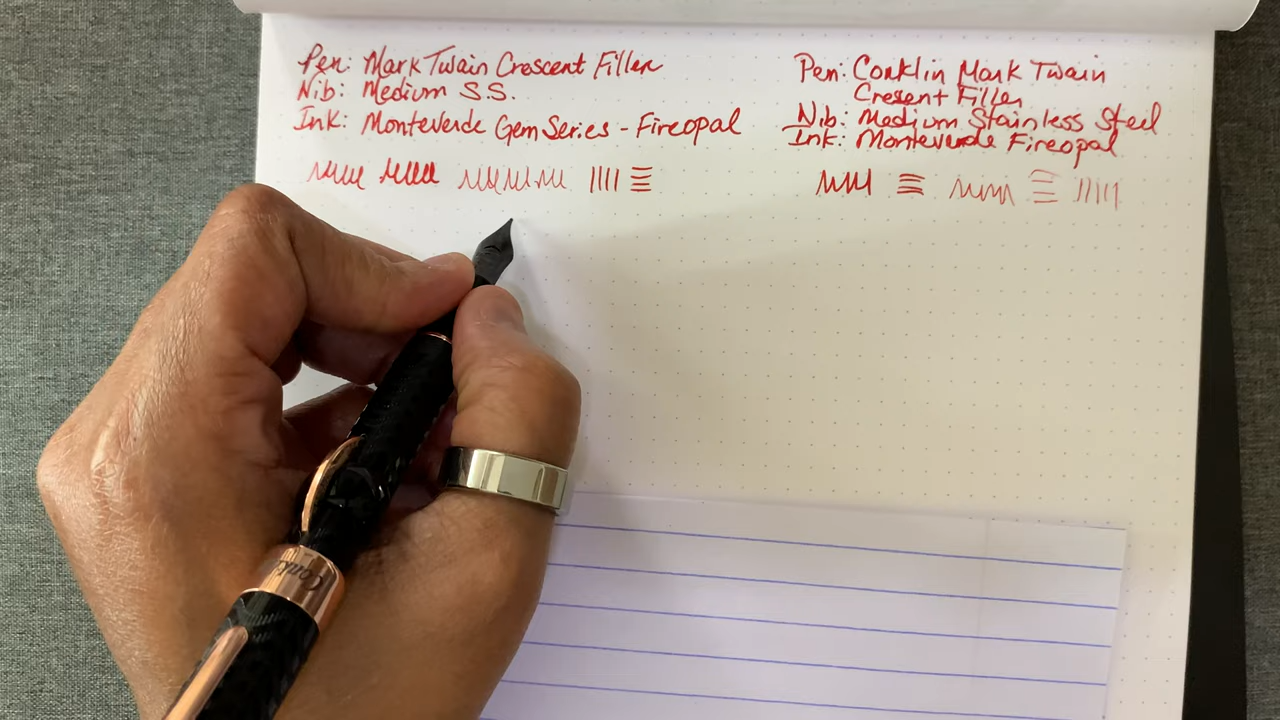 Pen: Mark Twain Crescent Filler
Nib: Medium S.S.
Ink: Monteverde Gem Series - Fireopal
Pen: Conklin Mark Twain
Cresent Filler
Nib: Medium Stainless Steel
Ink: Monteverde Fireopal